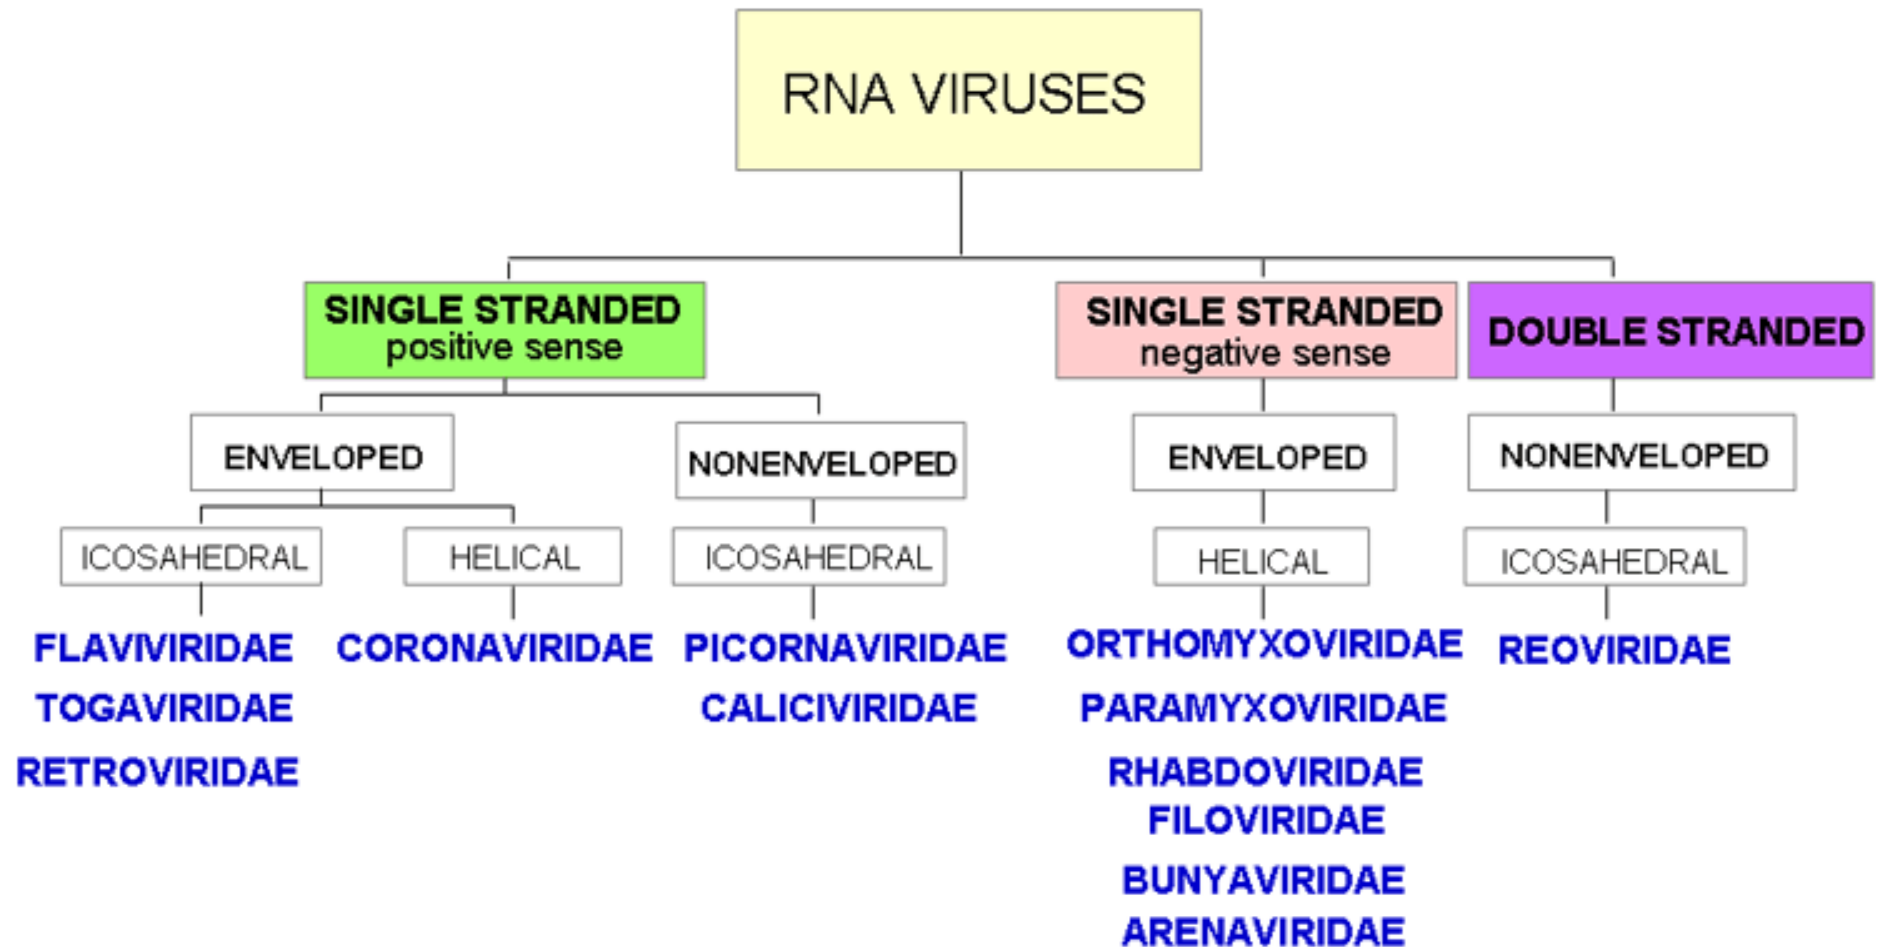 RNA VIRUSES
SINGLE STRANDED
positive sense
SINGLE STRANDED
negative sense
DOUBLE STRANDED
ENVELOPED
NONENVELOPED
ENVELOPED
NONENVELOPED
ICOSAHEDRAL
HELICAL
ICOSAHEDRAL
HELICAL
ICOSAHEDRAL
FLAVIVIRIDAE
TOGAVIRIDAE
RETROVIRIDAE
CORONAVIRIDAE
PICORNAVIRIDAE
CALICIVIRIDAE
ORTHOMYXOVIRIDAE
PARAMYXOVIRIDAE
RHABDOVIRIDAE
FILOVIRIDAE
BUNYAVIRIDAE
ARENAVIRIDAE
REOVIRIDAE